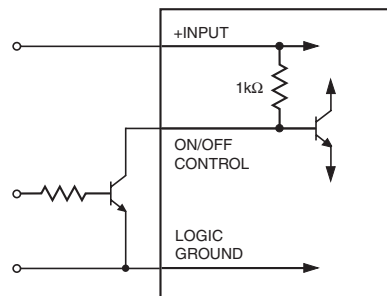 +INPUT
1kΩ
ON/OFF
CONTROL
LOGIC
GROUND